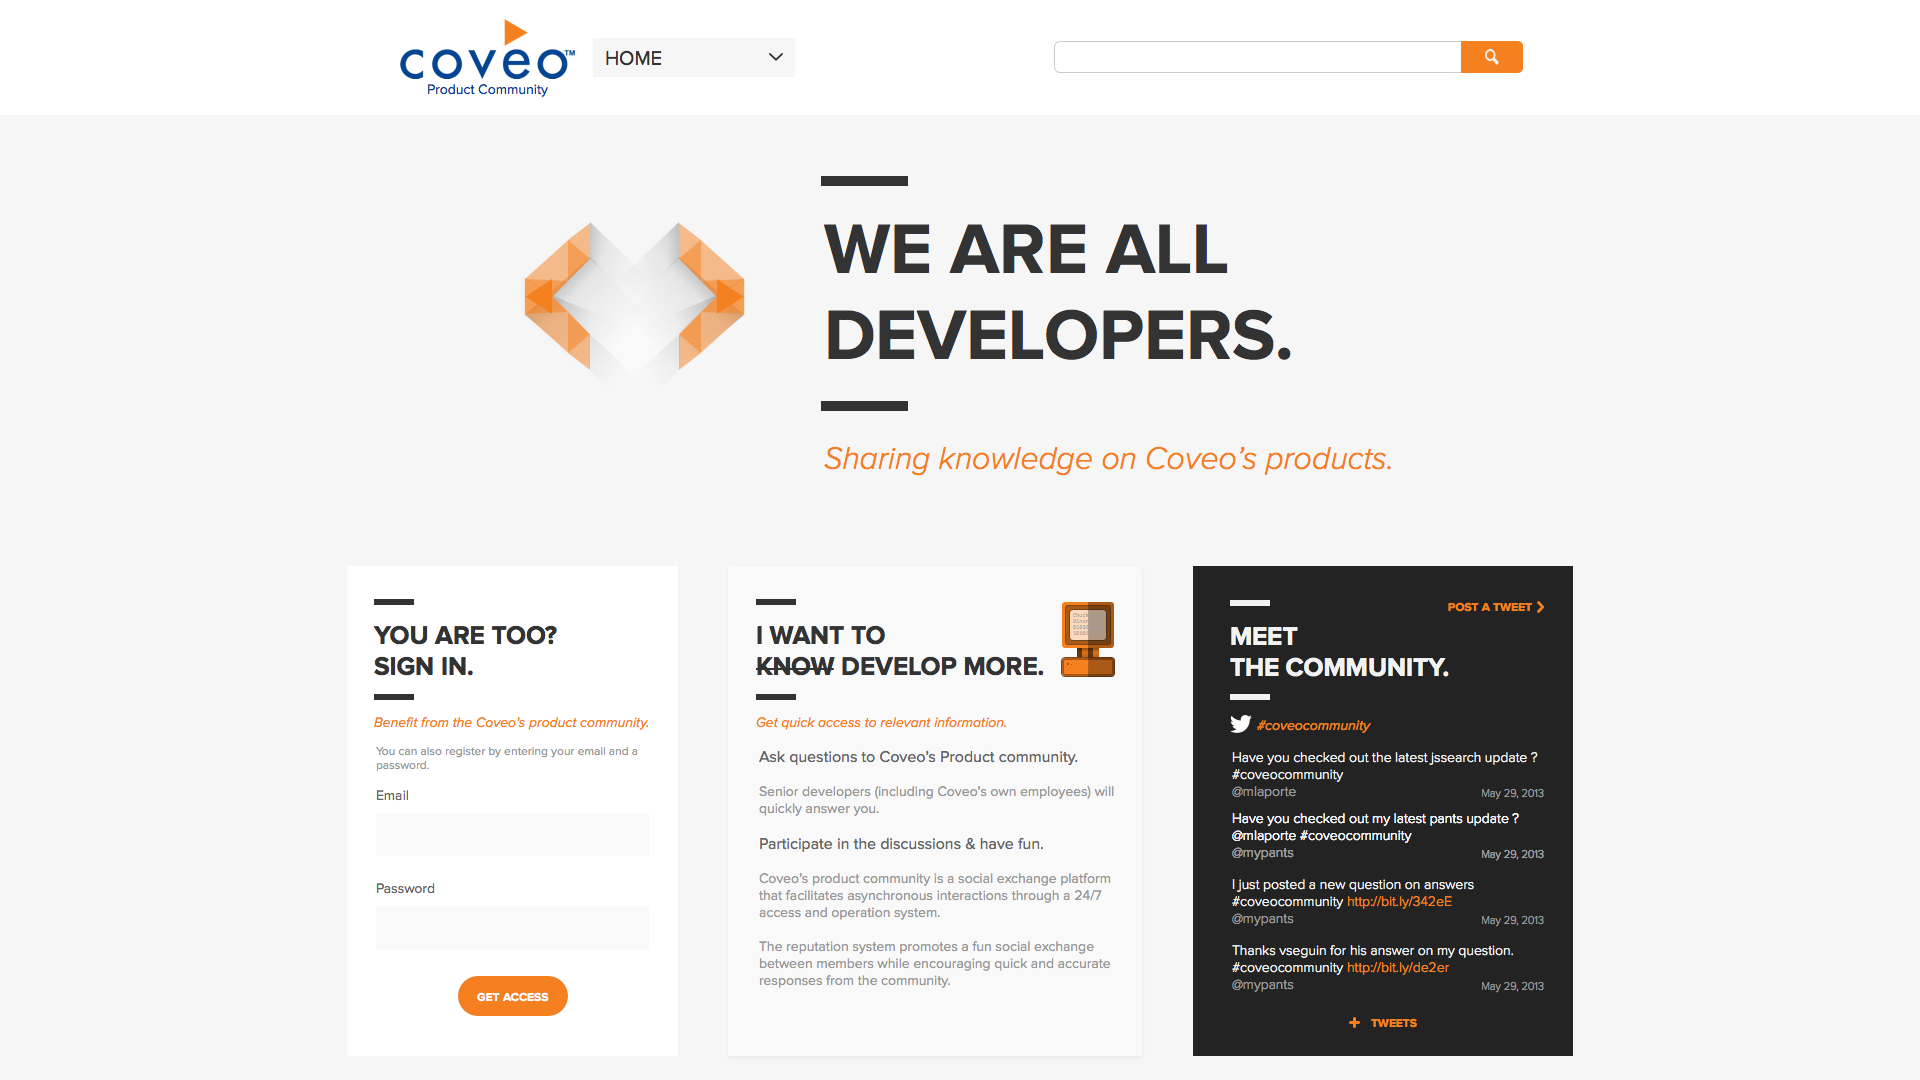 coveo™
Product Community
HOME
WE ARE ALL
DEVELOPERS.
Sharing knowledge on Coveo’s products.
YOU ARE TOO?
SIGN IN.
Benefit from the Coveo’s product community.
You can also register by entering your email and a
password.
Email
Password
GET ACCESS
I WANT TO
KNOW DEVELOP MORE.
Get quick access to relevant information.
Ask questions to Coveo’s Product community.
Senior developers (including Coveo’s own employees) will
quickly answer you.
Participate in the discussions & have fun.
Coveo’s product community is a social exchange platform
that facilitates asynchronous interactions through a 24/7
access and operation system.
The reputation system promotes a fun social exchange
between members while encouraging quick and accurate
responses from the community.
POST A TWEET
MEET
THE COMMUNITY.
#coveocommunity
Have you checked out the latest jssearch update ?
#coveocommunity
@mlaporte May 29, 2013
Have you checked out my latest pants update ?
@mlaporte #coveocommunity
@mypants May 29, 2013
I just posted a new question on answers
#coveocommunity http://bit.ly/342eE
@mypants May 29, 2013
Thanks vseguin for his answer on my question.
#coveocommunity http://bit.ly/de2er
@mypants May 29, 2013
+ TWEETS